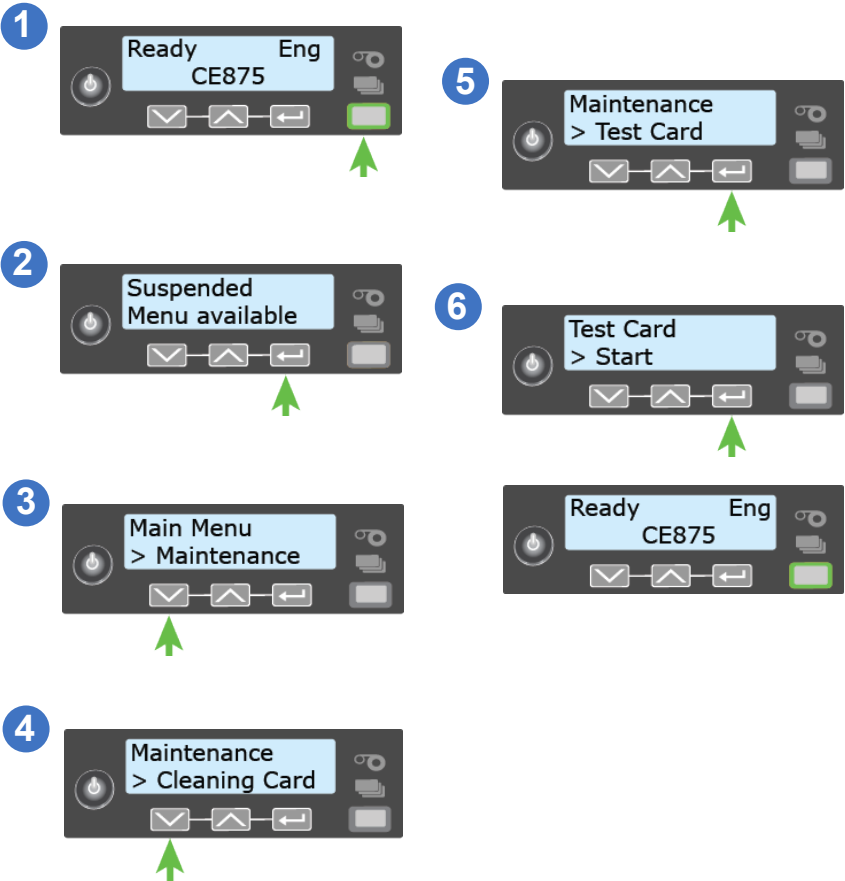 1
Ready Eng
CE875
2
Suspended
Menu available
3
Main Menu
> Maintenance
4
Maintenance
> Cleaning Card
5
Maintenance
> Test Card
6
Test Card
> Start
Ready Eng
CE875